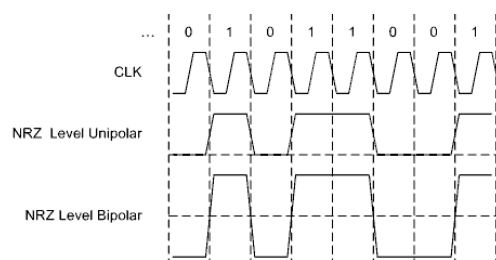 ... 0 1 0 1 1 0 0 1
CLK
NRZ Level Unipolar
NRZ Level Bipolar